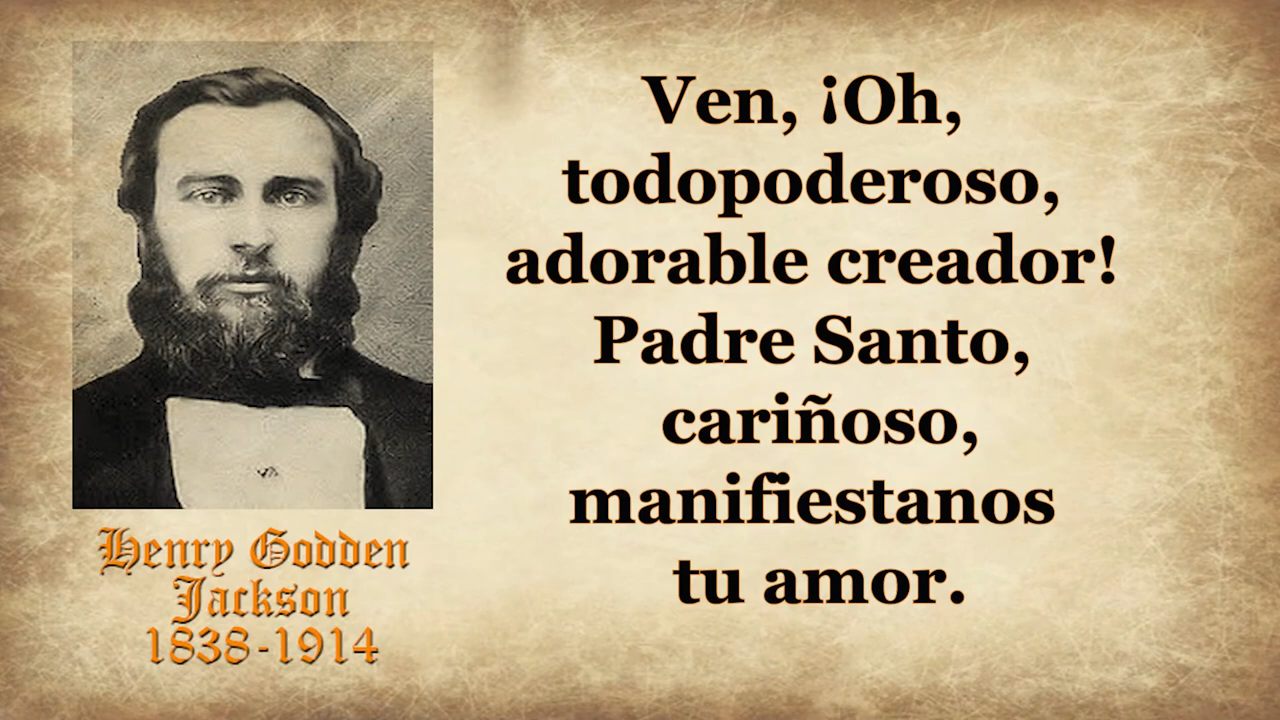 Ven, ¡Oh,
todopoderoso,
adorable creador!
Padre Santo,
cariñoso,
manifiestanos
tu amor.
Henry Godden
Jackson
1838-1914